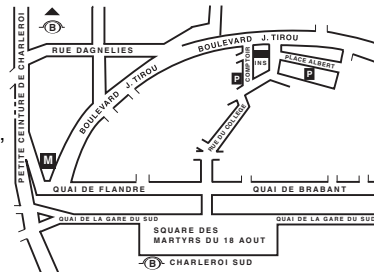 B
PETITE CEINTURE DE CHARLEROI
RUE DAGNELIES
BOULEVARD J. TIROU
BOULEVARD J. TIROU
COMPTOIR
INS
P
PLACE ALBERT
P
RUE DU COLLEGE
,
M
QUAI DE FLANDRE
QUAI DE BRABANT
QUAI DE LA GARE DU SUD
QUAI DE LA GARE DU SUD
SQUARE DES
MARTYRS DU 18 AOUT
B CHARLEROI SUD